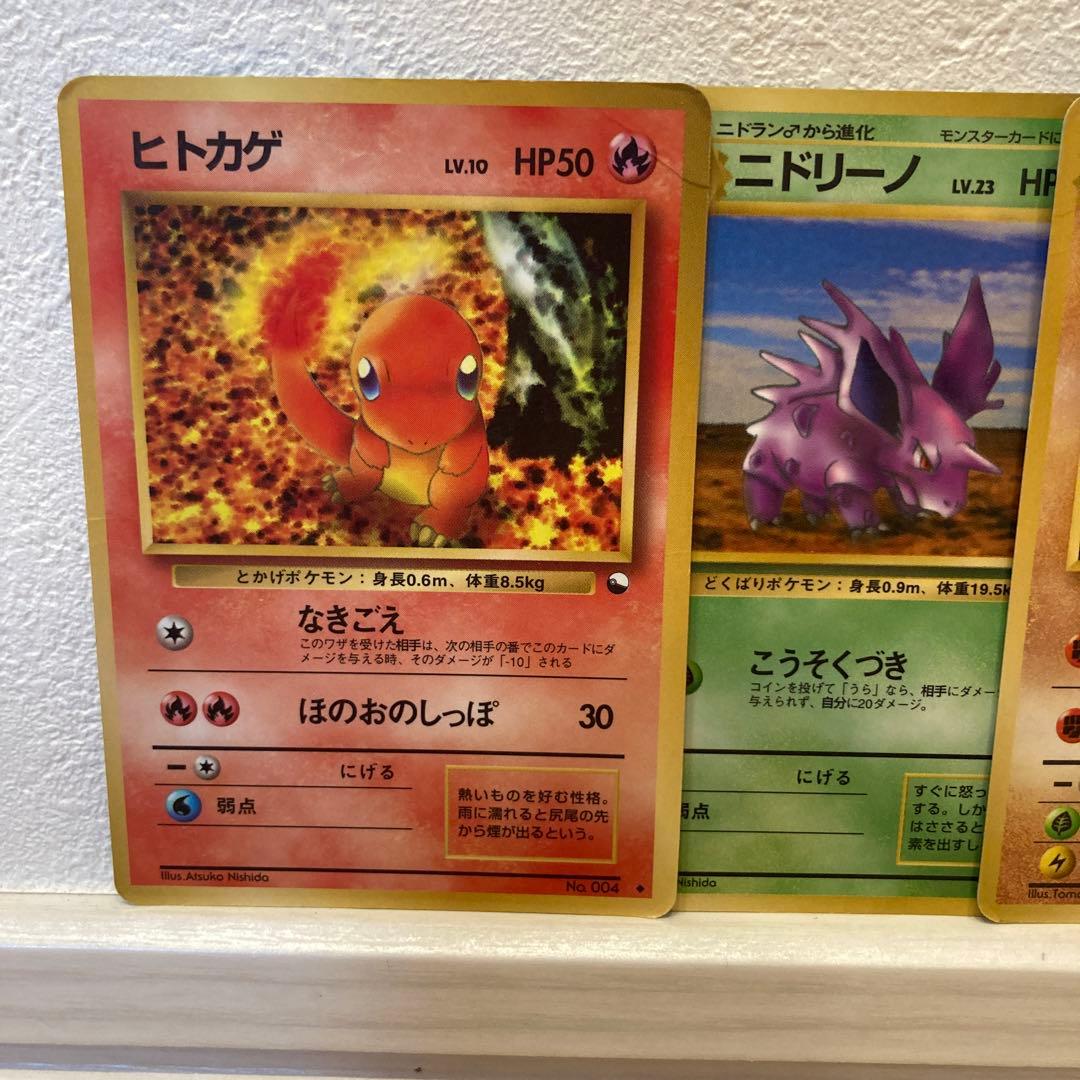 ヒトカゲ
LV.10 HP50
とかげポケモン：身長0.6m、体重8.5kg
なきごえ
このワザを受けた相手は、次の相手の番でこのカードにダ
メージを与える時、そのダメージが「-10」される
ほのおのしっぽ 30
にげる
弱点
熱いものを好む性格。
雨に濡れると尻尾の先
から煙が出るという。
Illus.Atsuko Nishida
No. 004
ニドラン♂から進化
モンスターカードに
ニドリーノ
LV.23 HP
どくばりポケモン：身長0.9m、体重19.5k
こうそくづき
コインを投げて「うら」なら、相手にダメー
与えられず、自分に20ダメージ。
にげる
弱点
すぐに怒っ
する。しか
はささると
素を出すし
Nishida
Illus.Tom